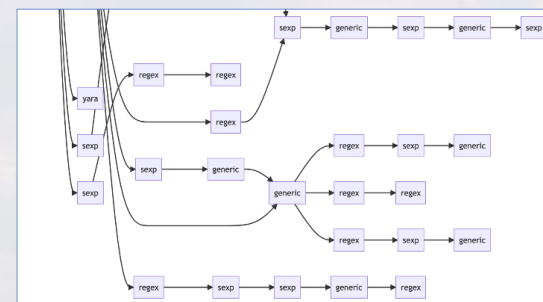 sexp generic sexp generic sexp
regex regex
yara
regex
sexp
regex sexp generic
sexp generic
generic regex regex
sexp
regex sexp generic
regex sexp sexp generic regex